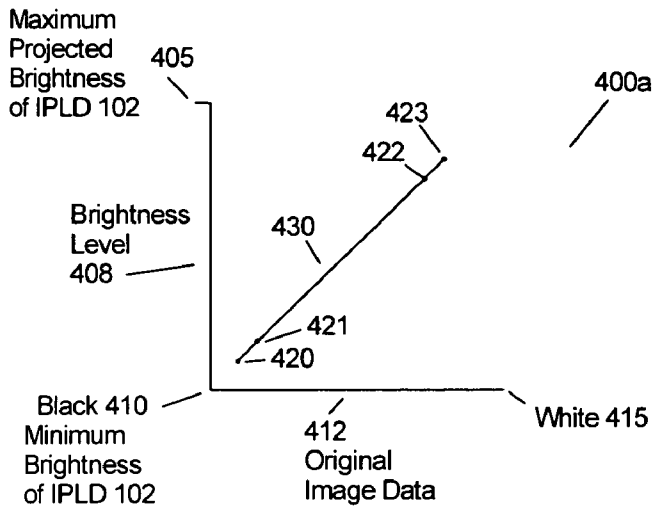 Maximum
Projected
Brightness
of IPLD 102
405
400a
423
422
Brightness
Level
408
430
421
420
Black 410
Minimum
Brightness
of IPLD 102
412
Original
Image Data
White 415